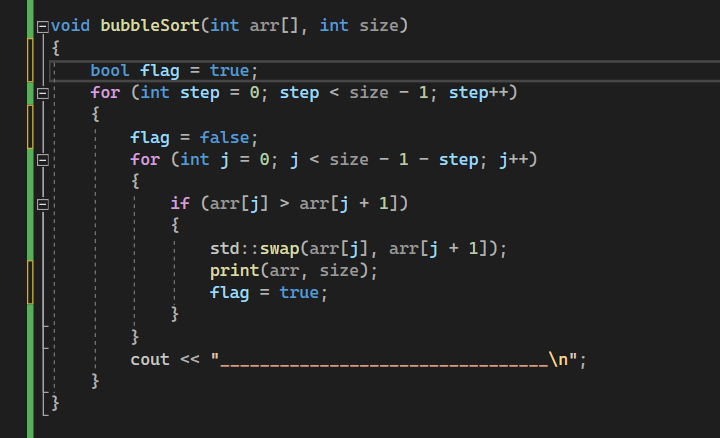 void bubbleSort(int arr[], int size)
{
    bool flag = true;
    for (int step = 0; step < size - 1; step++)
    {
        flag = false;
        for (int j = 0; j < size - 1 - step; j++)
        {
            if (arr[j] > arr[j + 1])
            {
                std::swap(arr[j], arr[j + 1]);
                print(arr, size);
                flag = true;
            }
        }
        cout << "_________________________________\n";
    }
}